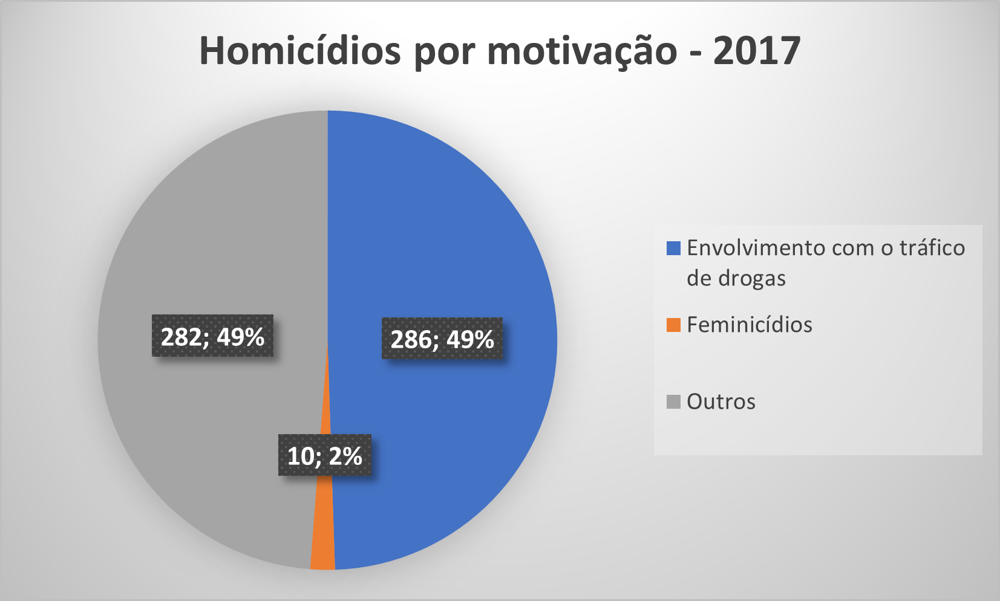 Homicídios por motivação - 2017
282; 49%
286; 49%
10; 2%
Envolvimento com o tráfico
de drogas
Feminicídios
Outros